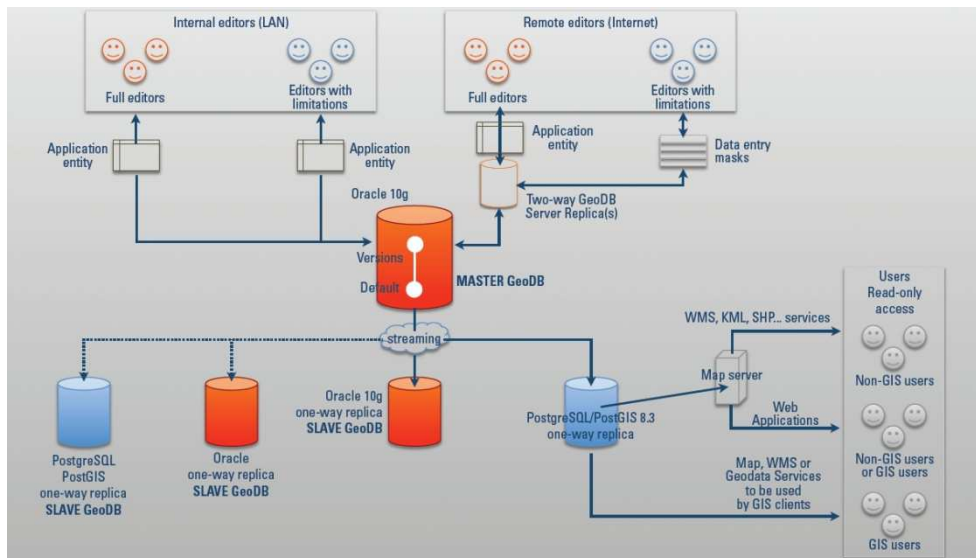 Internal editors (LAN)
Full editors
Editors with
limitations
Remote editors (Internet)
Full editors
Editors with
limitations
Application
entity
Application
entity
Application
entity
Data entry
masks
Oracle 10g
Two-way GeoDB
Server Replica(s)
Versions
Default
MASTER GeoDB
streaming
PostgreSQL
PostGIS
one-way replica
SLAVE GeoDB
Oracle
one-way replica
SLAVE GeoDB
Oracle 10g
one-way replica
SLAVE GeoDB
PostgreSQL/PostGIS 8.3
one-way replica
Map server
WMS, KML, SHP... services
Web
Applications
Map, WMS or
Geodata Services
to be used
by GIS clients
Users
Read-only
access
Non-GIS users
Non-GIS users
or GIS users
GIS users